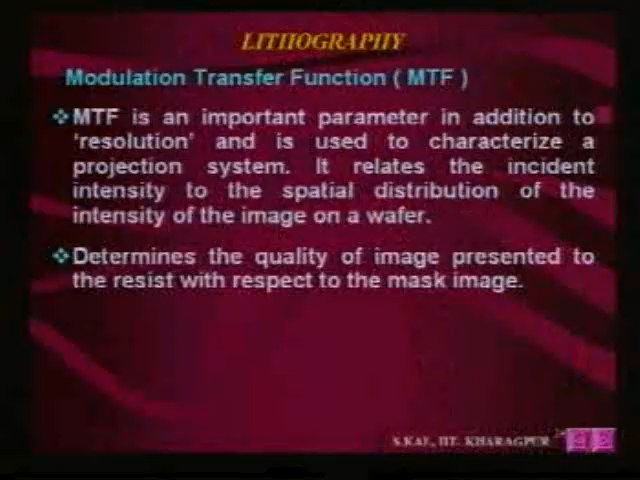 LITHOGRAPHY
Modulation Transfer Function ( MTF )
❖MTF is an important parameter in addition to
‘resolution’ and is used to characterize a
projection system. It relates the incident
intensity to the spatial distribution of the
intensity of the image on a wafer.
❖Determines the quality of image presented to
the resist with respect to the mask image.
S.KAL, IIT. KHARAGPUR